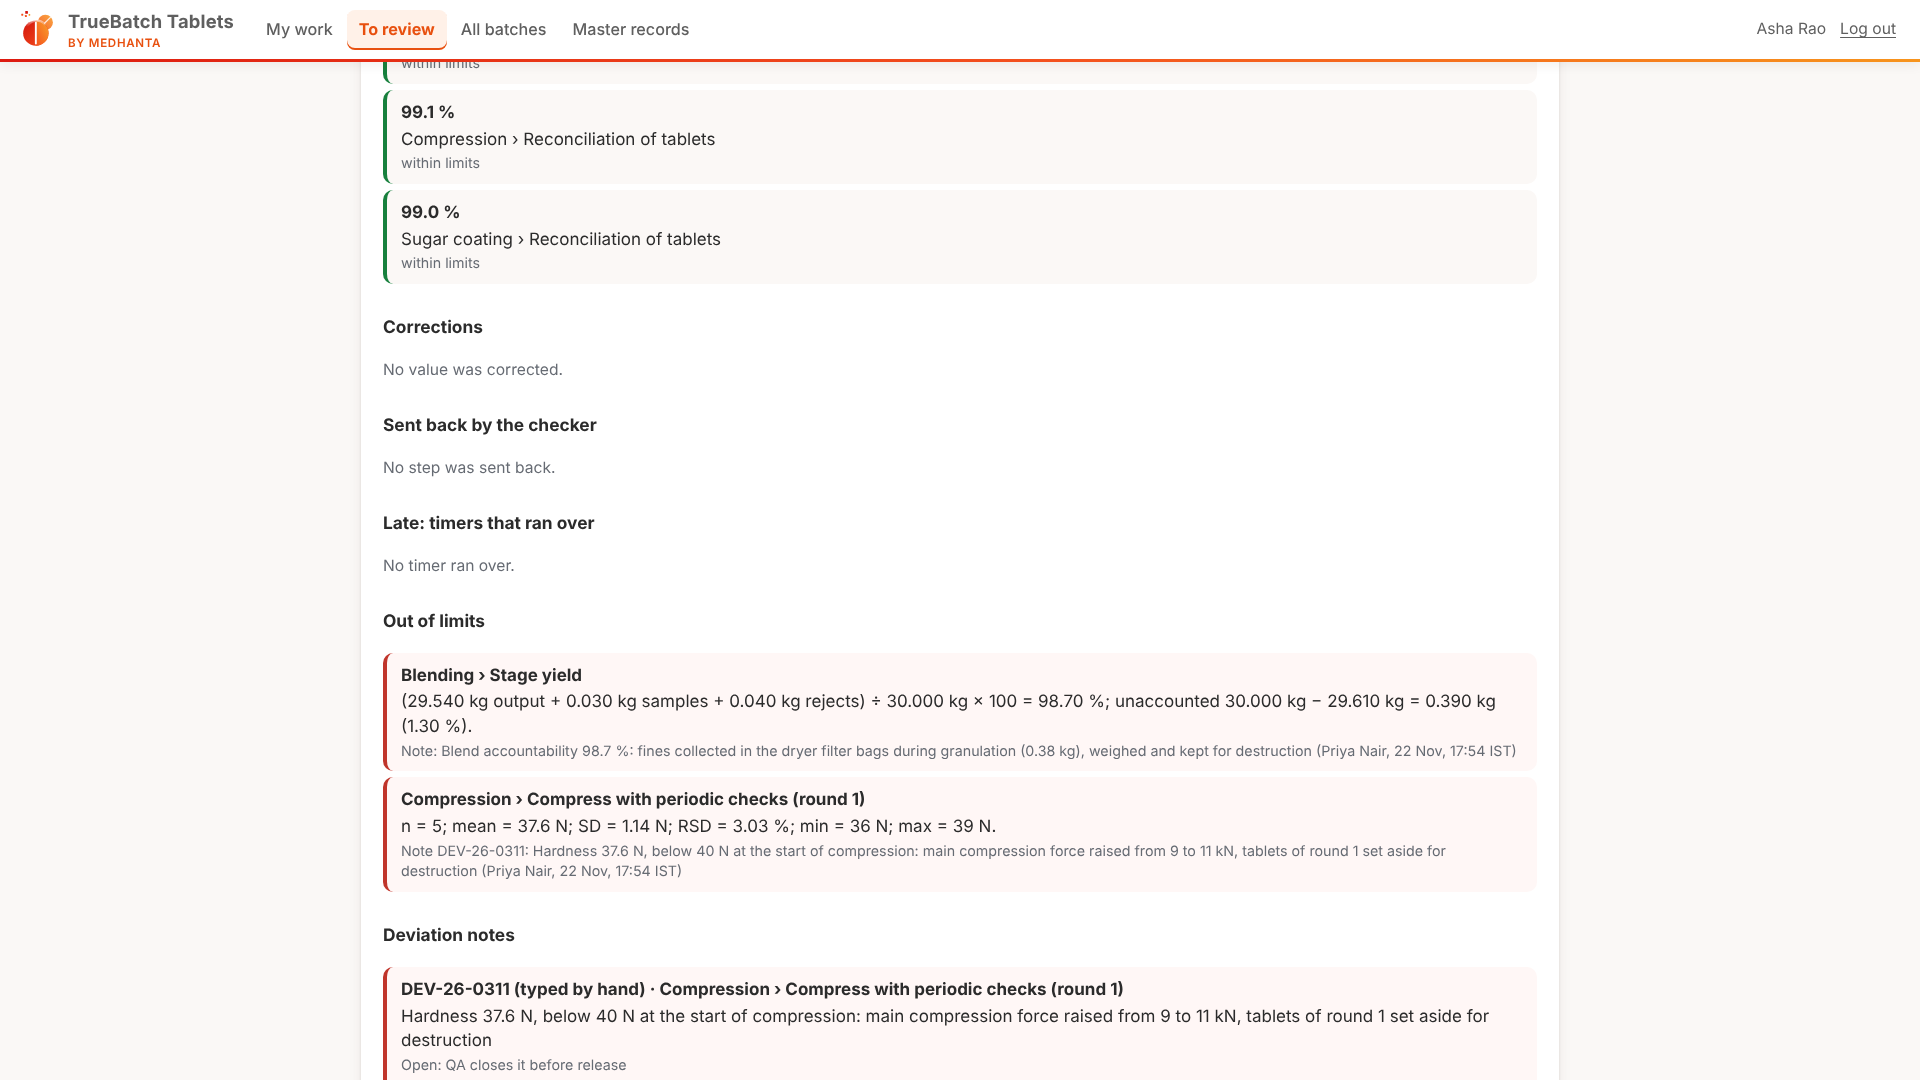 TrueBatch Tablets
BY MEDHANTA
My work
To review
All batches
Master records
Asha Rao
Log out
within limits
99.1 %
Compression › Reconciliation of tablets
within limits
99.0 %
Sugar coating › Reconciliation of tablets
within limits
Corrections
No value was corrected.
Sent back by the checker
No step was sent back.
Late: timers that ran over
No timer ran over.
Out of limits
Blending › Stage yield
(29.540 kg output + 0.030 kg samples + 0.040 kg rejects) ÷ 30.000 kg × 100 = 98.70 %; unaccounted 30.000 kg − 29.610 kg = 0.390 kg
(1.30 %).
Note: Blend accountability 98.7 %: fines collected in the dryer filter bags during granulation (0.38 kg), weighed and kept for destruction (Priya Nair, 22 Nov, 17:54 IST)
Compression › Compress with periodic checks (round 1)
n = 5; mean = 37.6 N; SD = 1.14 N; RSD = 3.03 %; min = 36 N; max = 39 N.
Note DEV-26-0311: Hardness 37.6 N, below 40 N at the start of compression: main compression force raised from 9 to 11 kN, tablets of round 1 set aside for
destruction (Priya Nair, 22 Nov, 17:54 IST)
Deviation notes
DEV-26-0311 (typed by hand) · Compression › Compress with periodic checks (round 1)
Hardness 37.6 N, below 40 N at the start of compression: main compression force raised from 9 to 11 kN, tablets of round 1 set aside for
destruction
Open: QA closes it before release